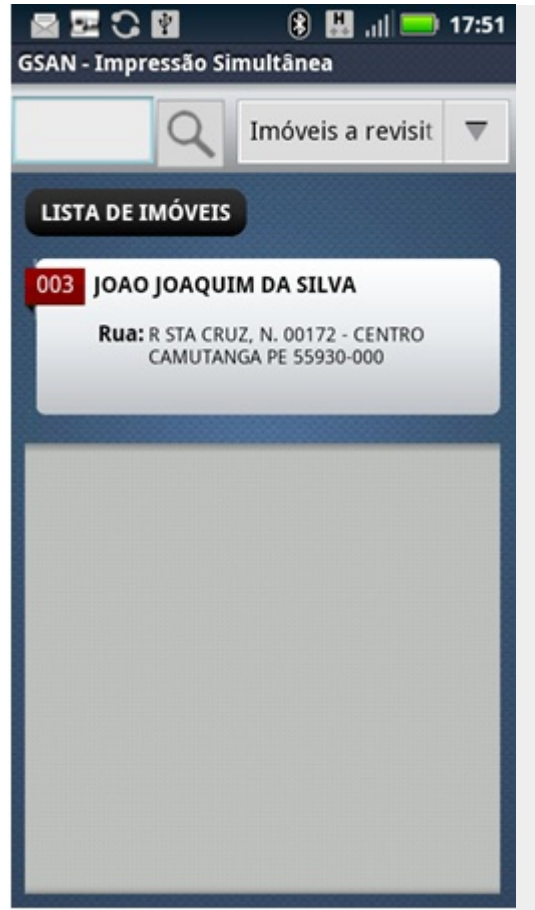 H 17:51
GSAN - Impressão Simultânea
Imóveis a revisit
LISTA DE IMÓVEIS
003 JOAO JOAQUIM DA SILVA
Rua: R STA CRUZ, N. 00172 - CENTRO
CAMUTANGA PE 55930-000